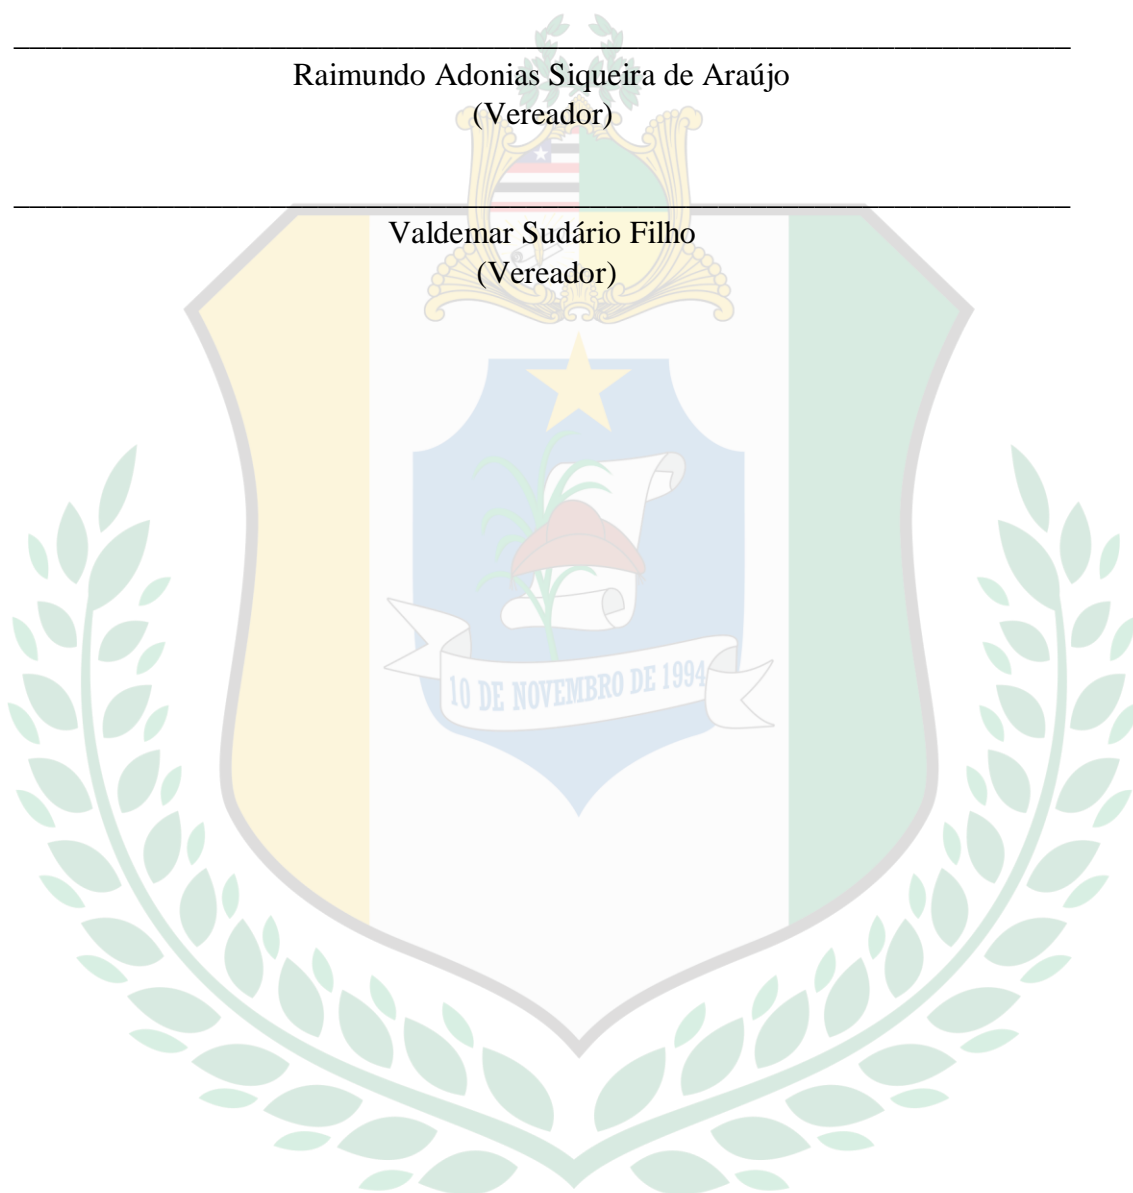 Raimundo Adonias Siqueira de Araújo
(Vereador)
Valdemar Sudário Filho
(Vereador)
10 DE NOVEMBRO DE 1994